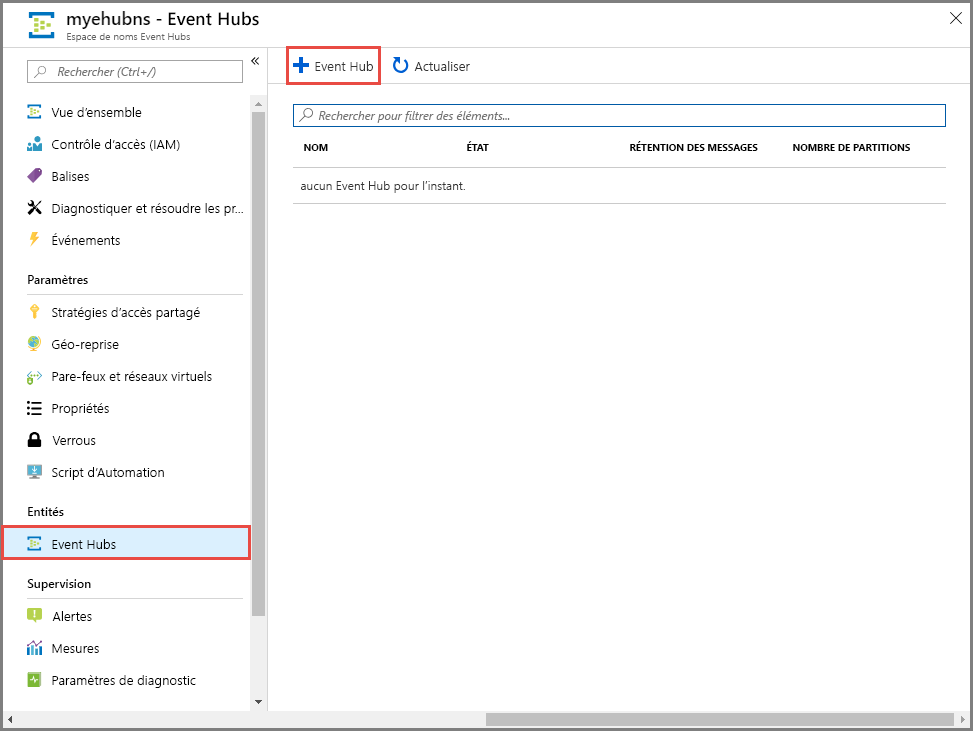 myehubns - Event Hubs
Espace de noms Event Hubs
Rechercher (Ctrl+/)
Vue d'ensemble
Contrôle d'accès (IAM)
Balises
Diagnostiquer et résoudre les pr...
Événements
Paramètres
Stratégies d'accès partagé
Géo-reprise
Pare-feux et réseaux virtuels
Propriétés
Verrous
Script d'Automation
Entités
Event Hubs
Supervision
Alertes
Mesures
Paramètres de diagnostic
Event Hub Actualiser
Rechercher pour filtrer des éléments...
NOM ÉTAT RÉTENTION DES MESSAGES NOMBRE DE PARTITIONS
aucun Event Hub pour l'instant.